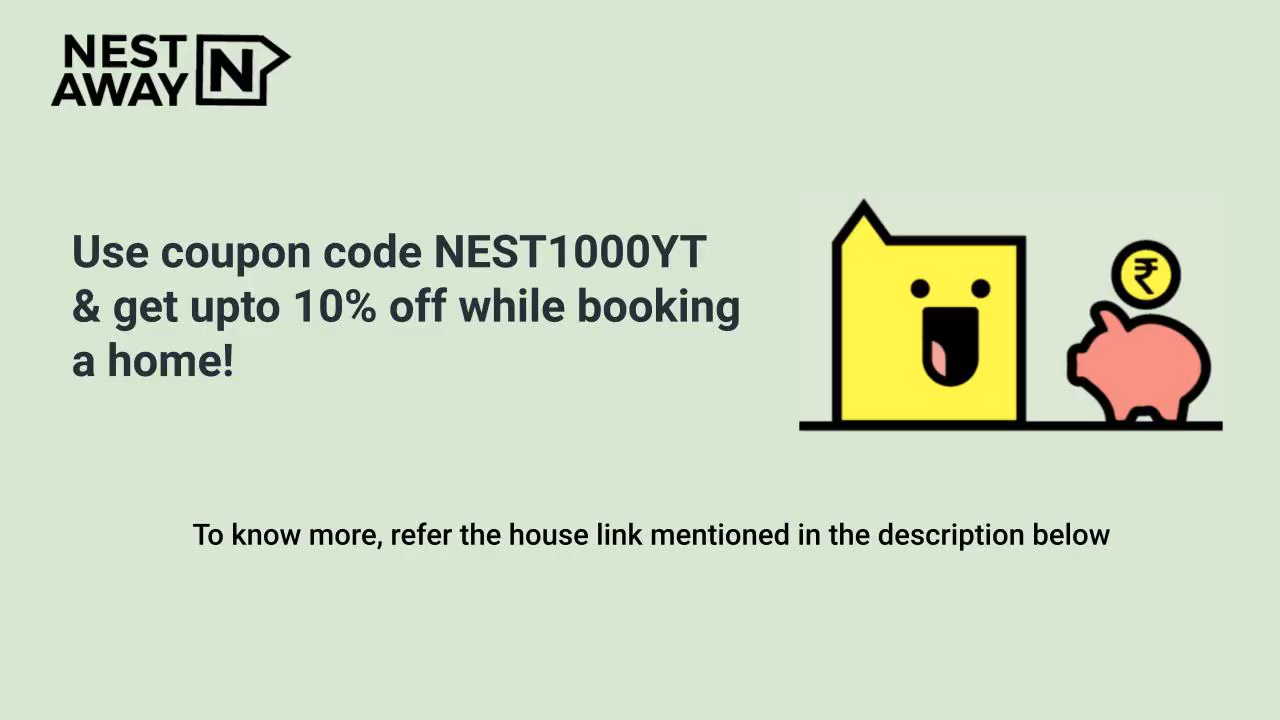 NEST
AWAY N
Use coupon code NEST1000YT
& get upto 10% off while booking
a home!
₹
To know more, refer the house link mentioned in the description below